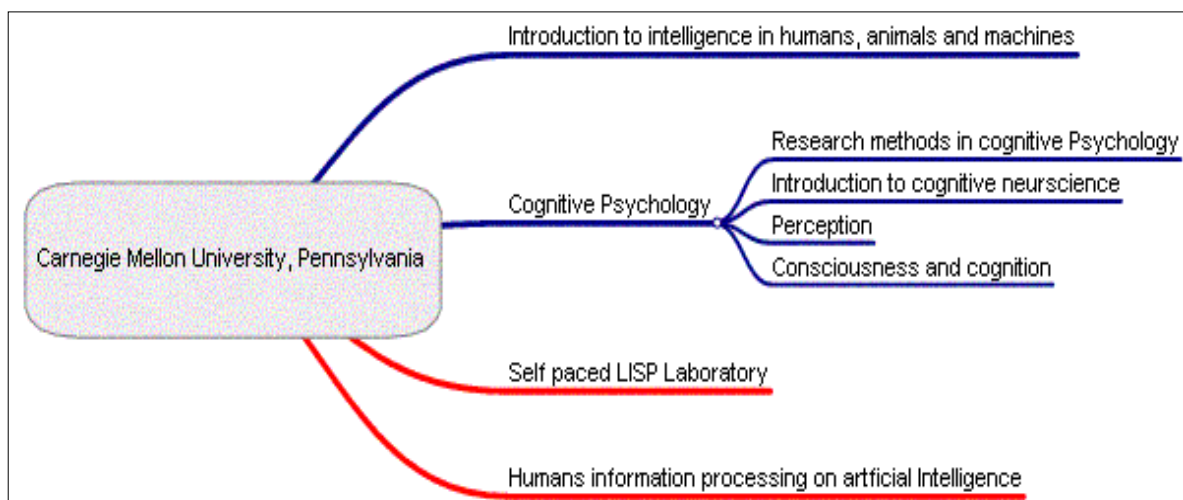 Introduction to intelligence in humans, animals and machines
Research methods in cognitive Psychology
Introduction to cognitive neurscience
Cognitive Psychology
Perception
Carnegie Mellon University, Pennsylvania
Consciousness and cognition
Self paced LISP Laboratory
Humans information processing on artficial Intelligence